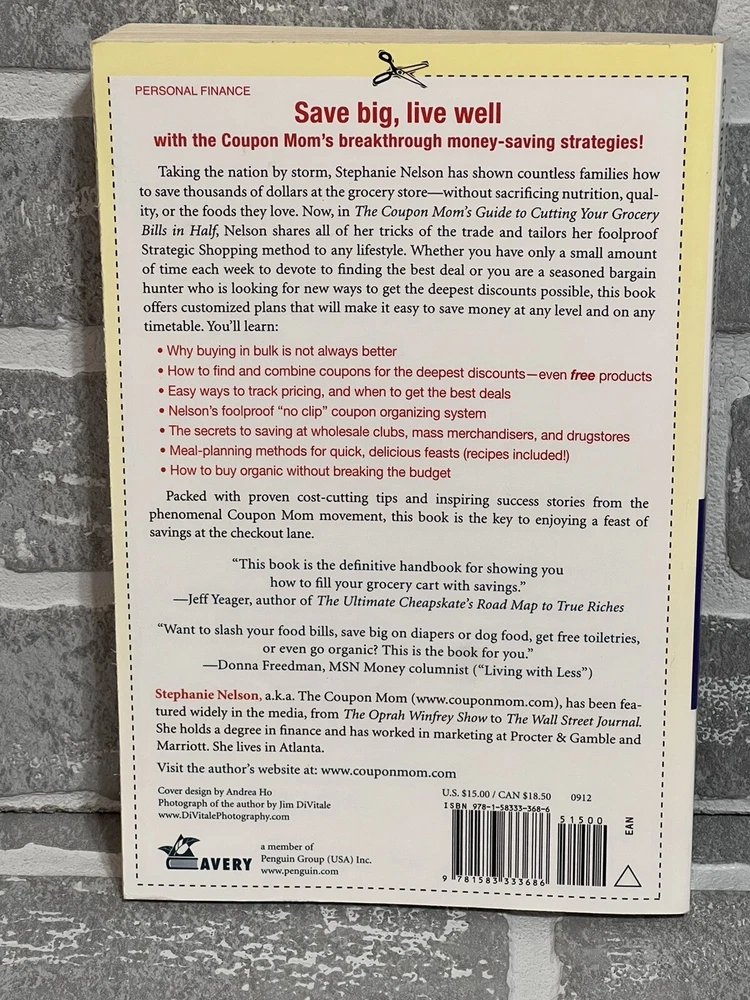 PERSONAL FINANCE
Save big, live well
with the Coupon Mom's breakthrough money-saving strategies!
Taking the nation by storm, Stephanie Nelson has shown countless families how
to save thousands of dollars at the grocery store—without sacrificing nutrition, qual-
ity, or the foods they love. Now, in The Coupon Mom's Guide to Cutting Your Grocery
Bills in Half, Nelson shares all of her tricks of the trade and tailors her foolproof
Strategic Shopping method to any lifestyle. Whether you have only a small amount
of time each week to devote to finding the best deal or you are a seasoned bargain
hunter who is looking for new ways to get the deepest discounts possible, this book
offers customized plans that will make it easy to save money at any level and on any
timetable. You'll learn:
• Why buying in bulk is not always better
• How to find and combine coupons for the deepest discounts—even free products
• Easy ways to track pricing, and when to get the best deals
• Nelson's foolproof "no clip" coupon organizing system
• The secrets to saving at wholesale clubs, mass merchandisers, and drugstores
• Meal-planning methods for quick, delicious feasts (recipes included!)
• How to buy organic without breaking the budget
Packed with proven cost-cutting tips and inspiring success stories from the
phenomenal Coupon Mom movement, this book is the key to enjoying a feast of
savings at the checkout lane.
"This book is the definitive handbook for showing you
how to fill your grocery cart with savings."
—Jeff Yeager, author of The Ultimate Cheapskate's Road Map to True Riches
"Want to slash your food bills, save big on diapers or dog food, get free toiletries,
or even go organic? This is the book for you."
—Donna Freedman, MSN Money columnist ("Living with Less")
Stephanie Nelson, a.k.a. The Coupon Mom (www.couponmom.com), has been fea-
tured widely in the media, from The Oprah Winfrey Show to The Wall Street Journal.
She holds a degree in finance and has worked in marketing at Procter & Gamble and
Marriott. She lives in Atlanta.
Visit the author's website at: www.couponmom.com
Cover design by Andrea Ho
Photograph of the author by Jim DiVitale
www.DiVitalePhotography.com
AVERY
a member of
Penguin Group (USA) Inc.
www.penguin.com
U.S. $15.00 / CAN $18.50 0912
ISBN 978-1-58333-368-6
51500
EAN
9 781583 333686